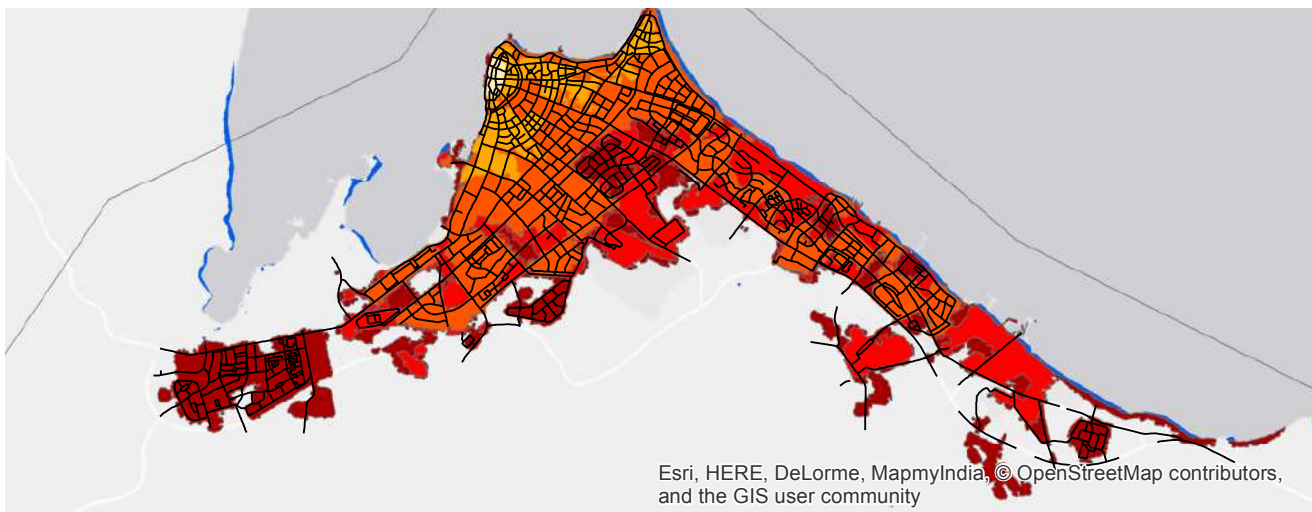 Esri, HERE, DeLorme, MapmyIndia, © OpenStreetMap contributors,
and the GIS user community